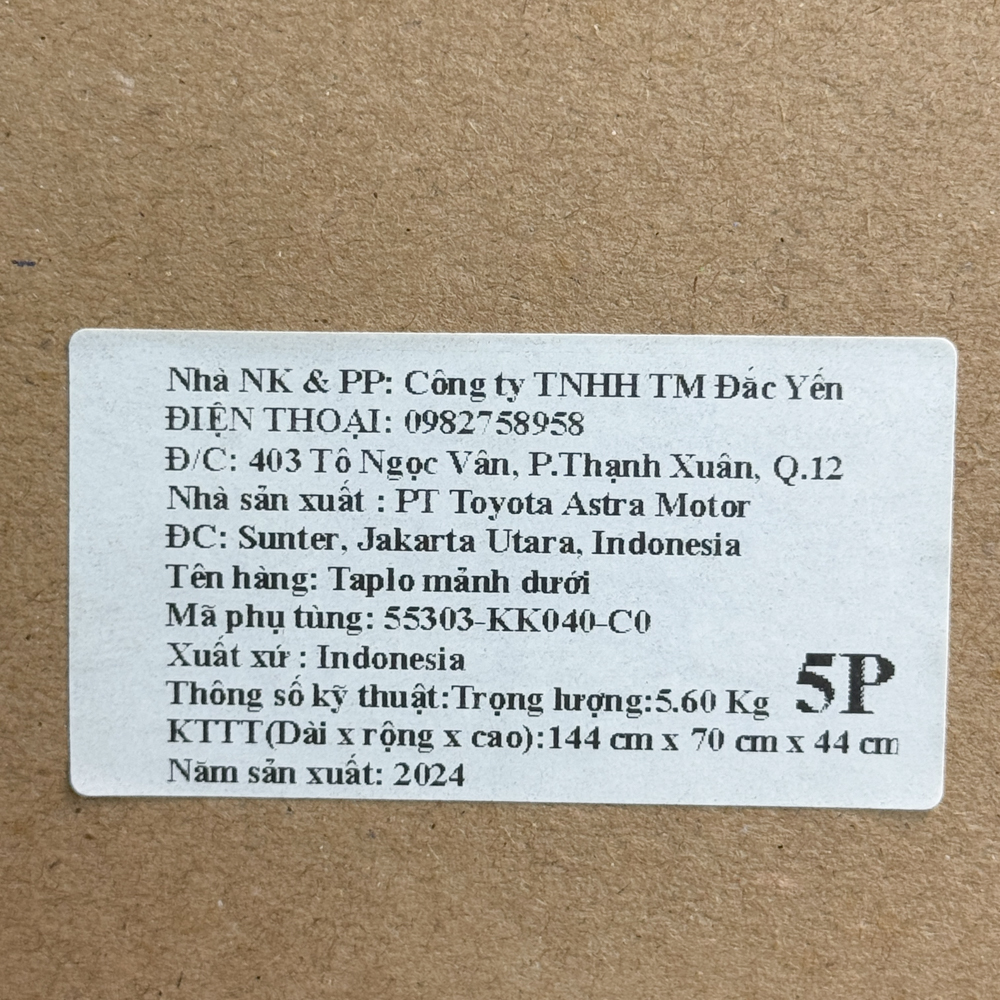 Nhà NK & PP: Công ty TNHH TM Đắc Yến
ĐIỆN THOẠI: 0982758958
Đ/C: 403 Tô Ngọc Vân, P.Thạnh Xuân, Q.12
Nhà sản xuất : PT Toyota Astra Motor
ĐC: Sunter, Jakarta Utara, Indonesia
Tên hàng: Taplo mảnh dưới
Mã phụ tùng: 55303-KK040-C0
Xuất xứ : Indonesia
Thông số kỹ thuật:Trọng lượng:5.60 Kg
5P
KTTT(Dài x rộng x cao):144 cm x 70 cm x 44 cm
Năm sản xuất: 2024